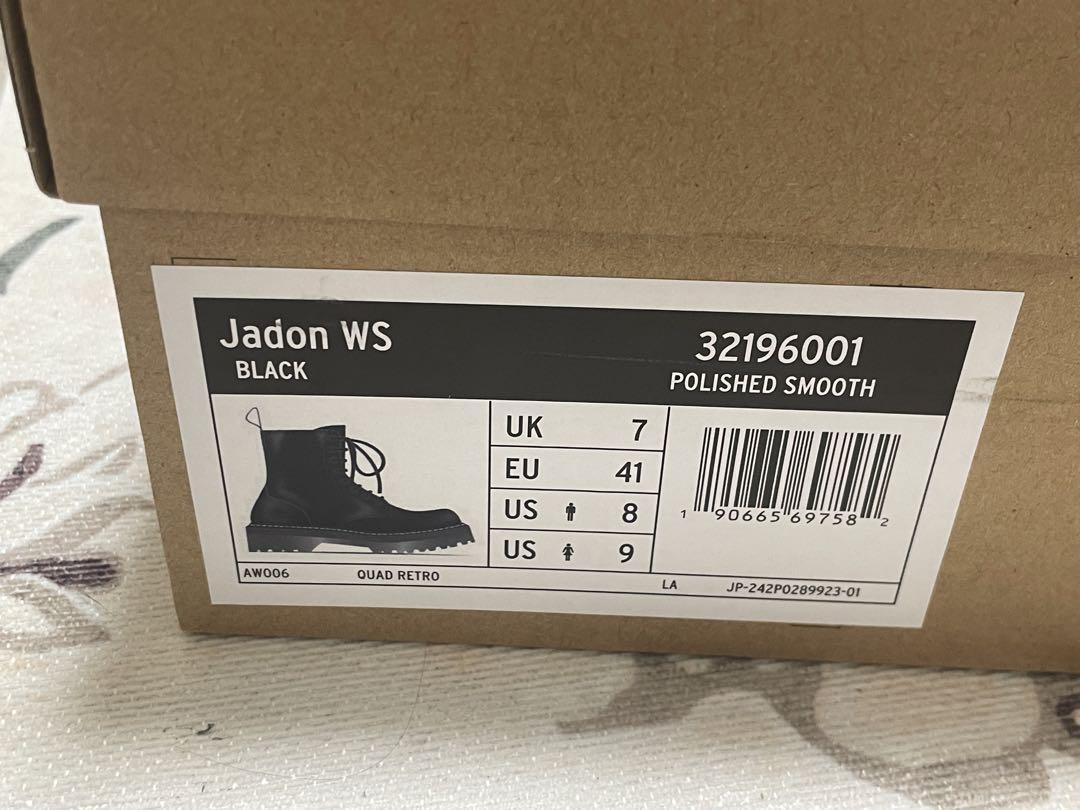 Jadon WS
BLACK
32196001
POLISHED SMOOTH
UK 7
EU 41
US 8
US 9
1 90665 69758 2
AW006 QUAD RETRO LA JP-242P0289923-01